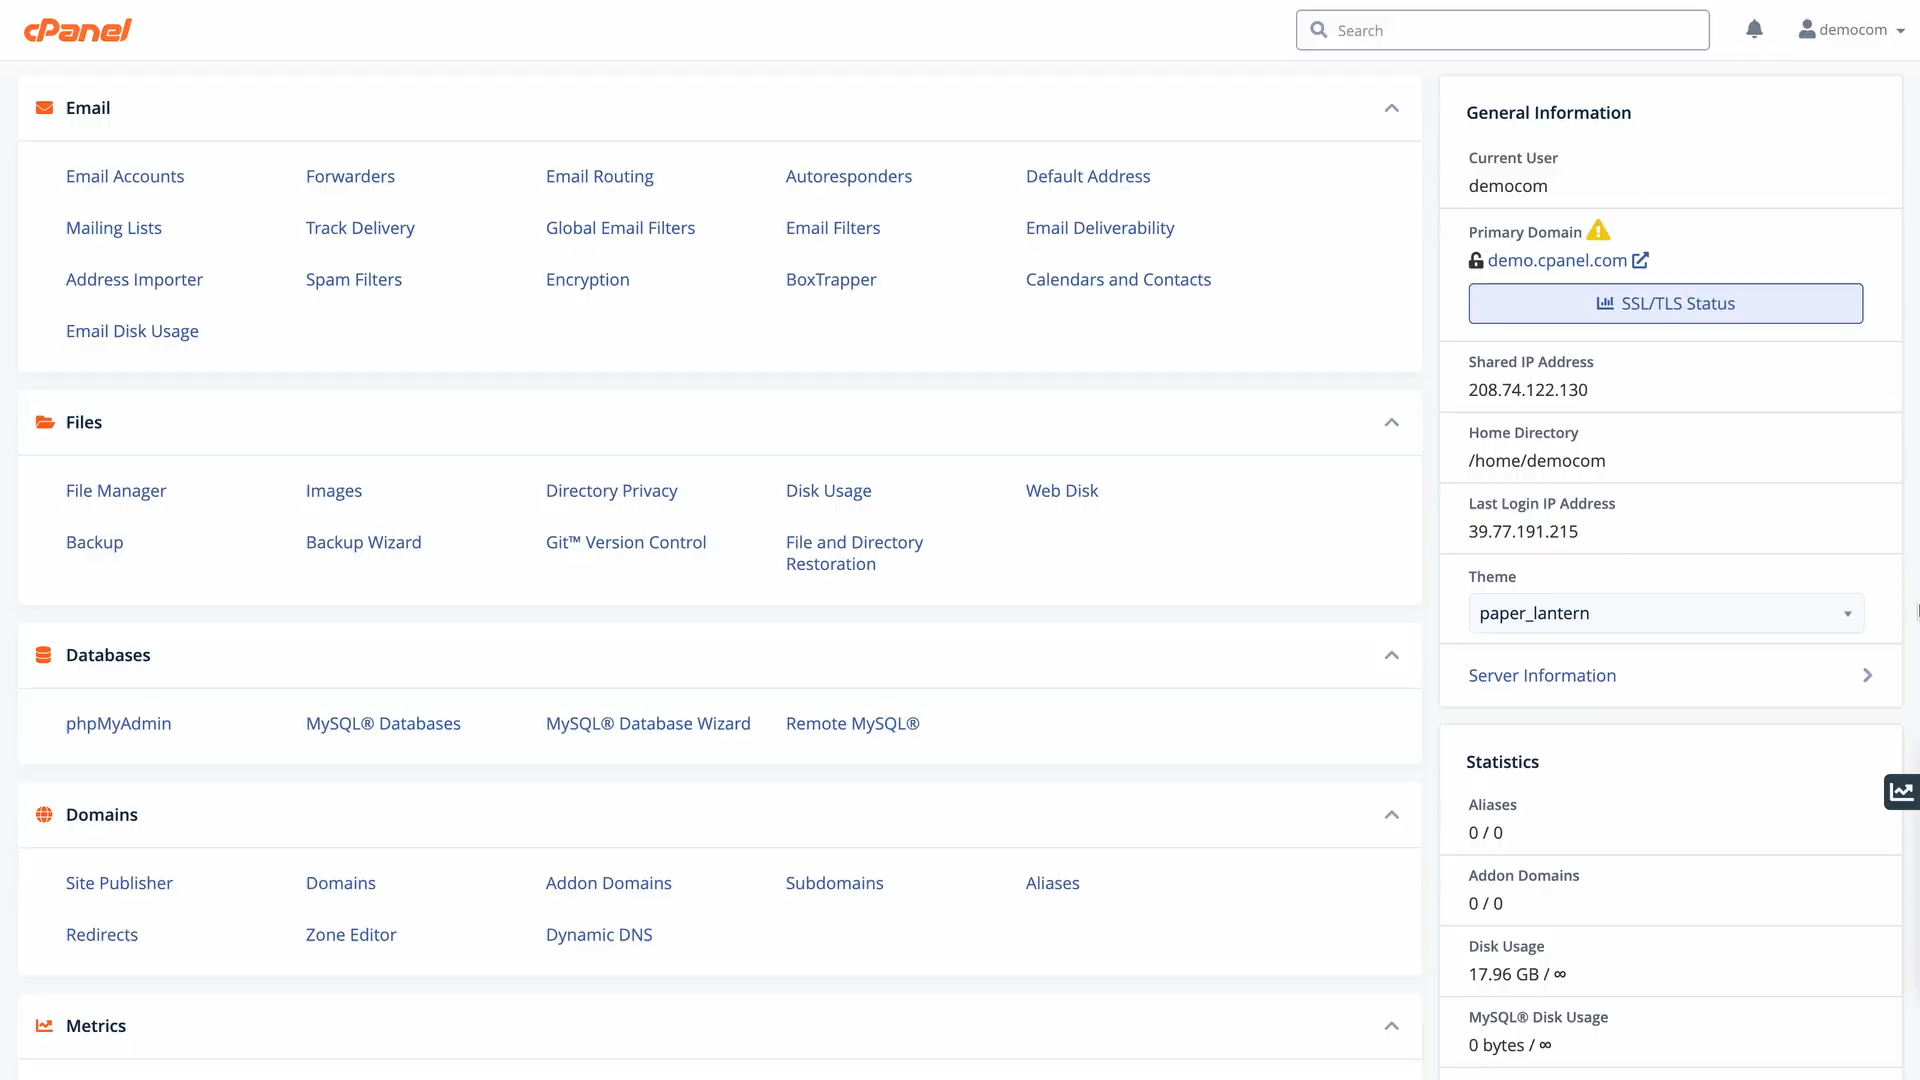 cPanel
Search
democom
Email
Email Accounts
Forwarders
Email Routing
Autoresponders
Default Address
Mailing Lists
Track Delivery
Global Email Filters
Email Filters
Email Deliverability
Address Importer
Spam Filters
Encryption
BoxTrapper
Calendars and Contacts
Email Disk Usage
Files
File Manager
Images
Directory Privacy
Disk Usage
Web Disk
Backup
Backup Wizard
Git™ Version Control
File and Directory
Restoration
Databases
phpMyAdmin
MySQL® Databases
MySQL® Database Wizard
Remote MySQL®
Domains
Site Publisher
Domains
Addon Domains
Subdomains
Aliases
Redirects
Zone Editor
Dynamic DNS
Metrics
General Information
Current User
democom
Primary Domain
demo.cpanel.com
SSL/TLS Status
Shared IP Address
208.74.122.130
Home Directory
/home/democom
Last Login IP Address
39.77.191.215
Theme
paper_lantern
Server Information
Statistics
Aliases
0 / 0
Addon Domains
0 / 0
Disk Usage
17.96 GB / ∞
MySQL® Disk Usage
0 bytes / ∞